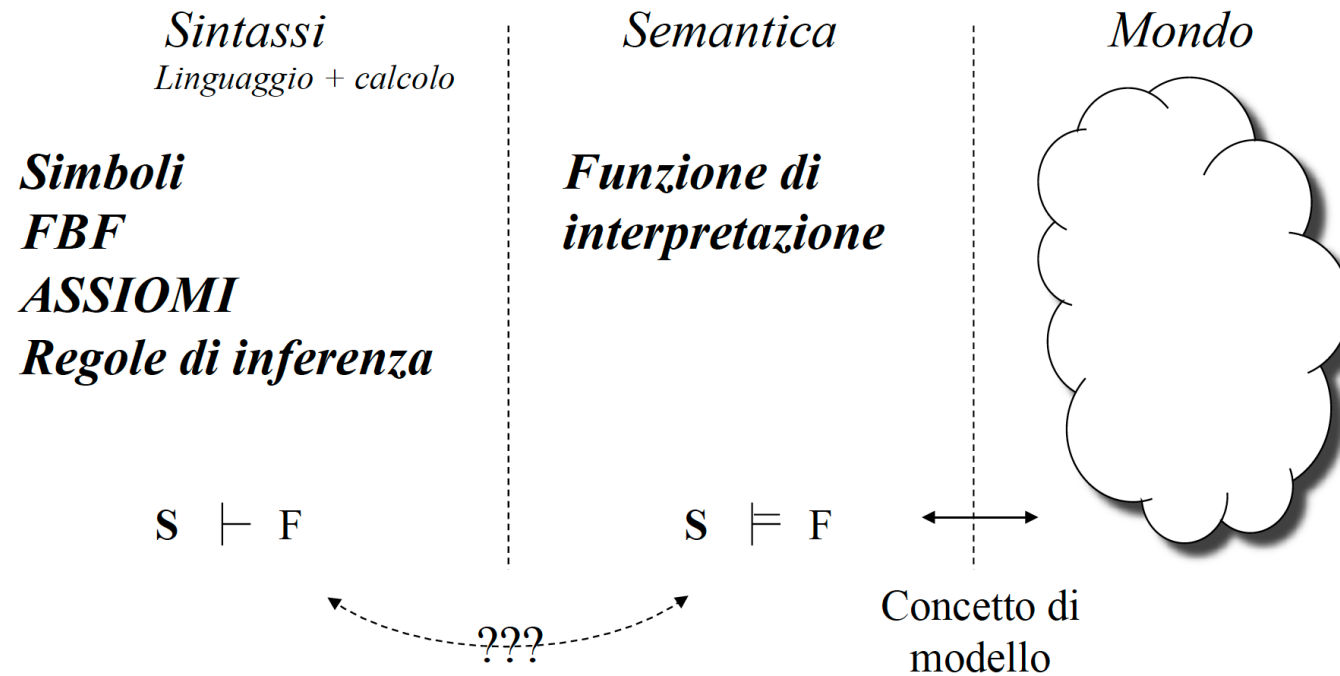 Sintassi
Linguaggio + calcolo
Simboli
FBF
ASSIOMI
Regole di inferenza
S ⊢ F
Semantica
Funzione di
interpretazione
S ⊨ F
Mondo
???
Concetto di
modello